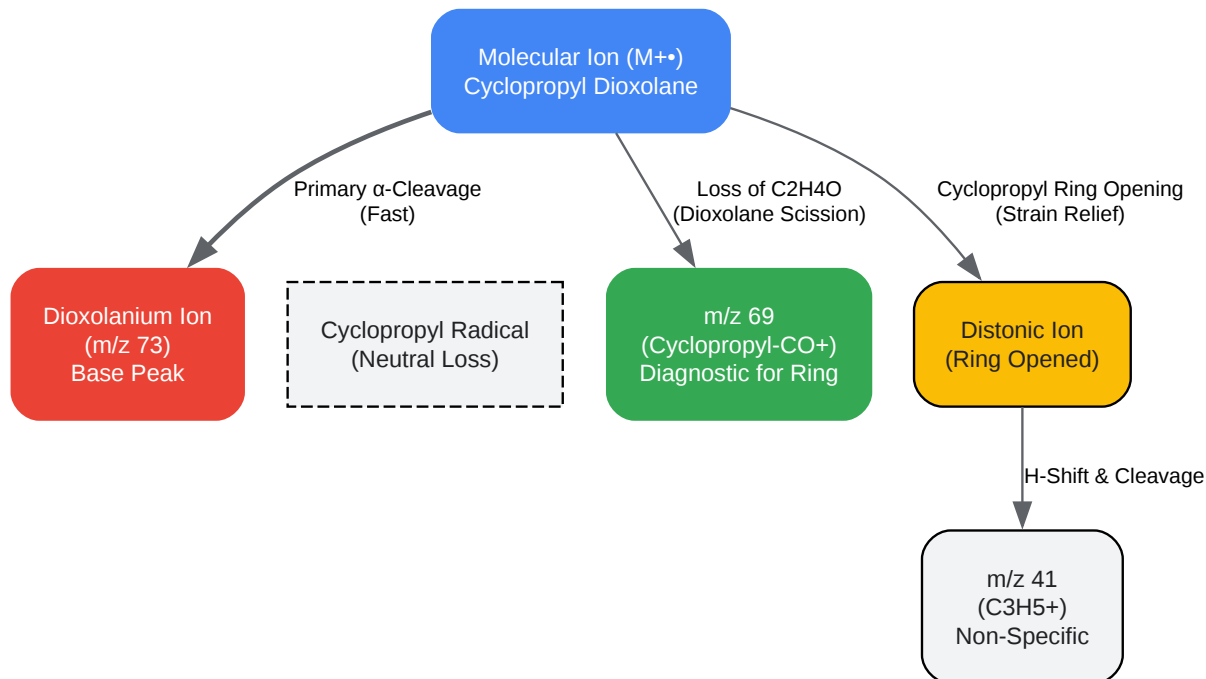 Molecular Ion (M+•)
Cyclopropyl Dioxolane
Primary α-Cleavage
(Fast)
Loss of C2H4O
(Dioxolane Scission)
Cyclopropyl Ring Opening
(Strain Relief)
Dioxolanium Ion
(m/z 73)
Base Peak
Cyclopropyl Radical
(Neutral Loss)
m/z 69
(Cyclopropyl-CO+)
Diagnostic for Ring
Distonic Ion
(Ring Opened)
H-Shift & Cleavage
m/z 41
(C3H5+)
Non-Specific